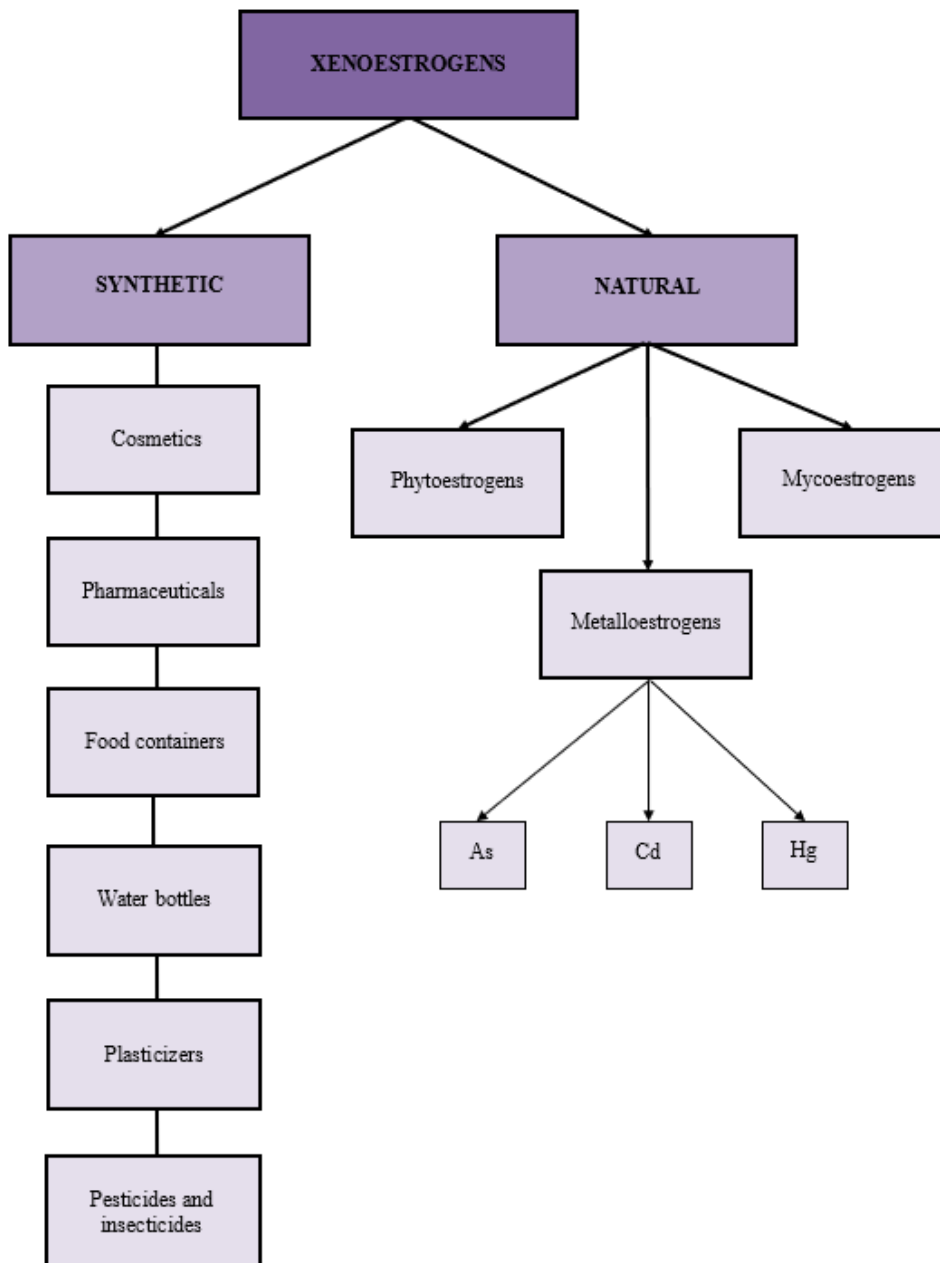 XENOESTROGENS
SYNTHETIC
NATURAL
Cosmetics
Phytoestrogens
Mycoestrogens
Pharmaceuticals
Metalloestrogens
Food containers
As
Cd
Hg
Water bottles
Plasticizers
Pesticides and
insecticides